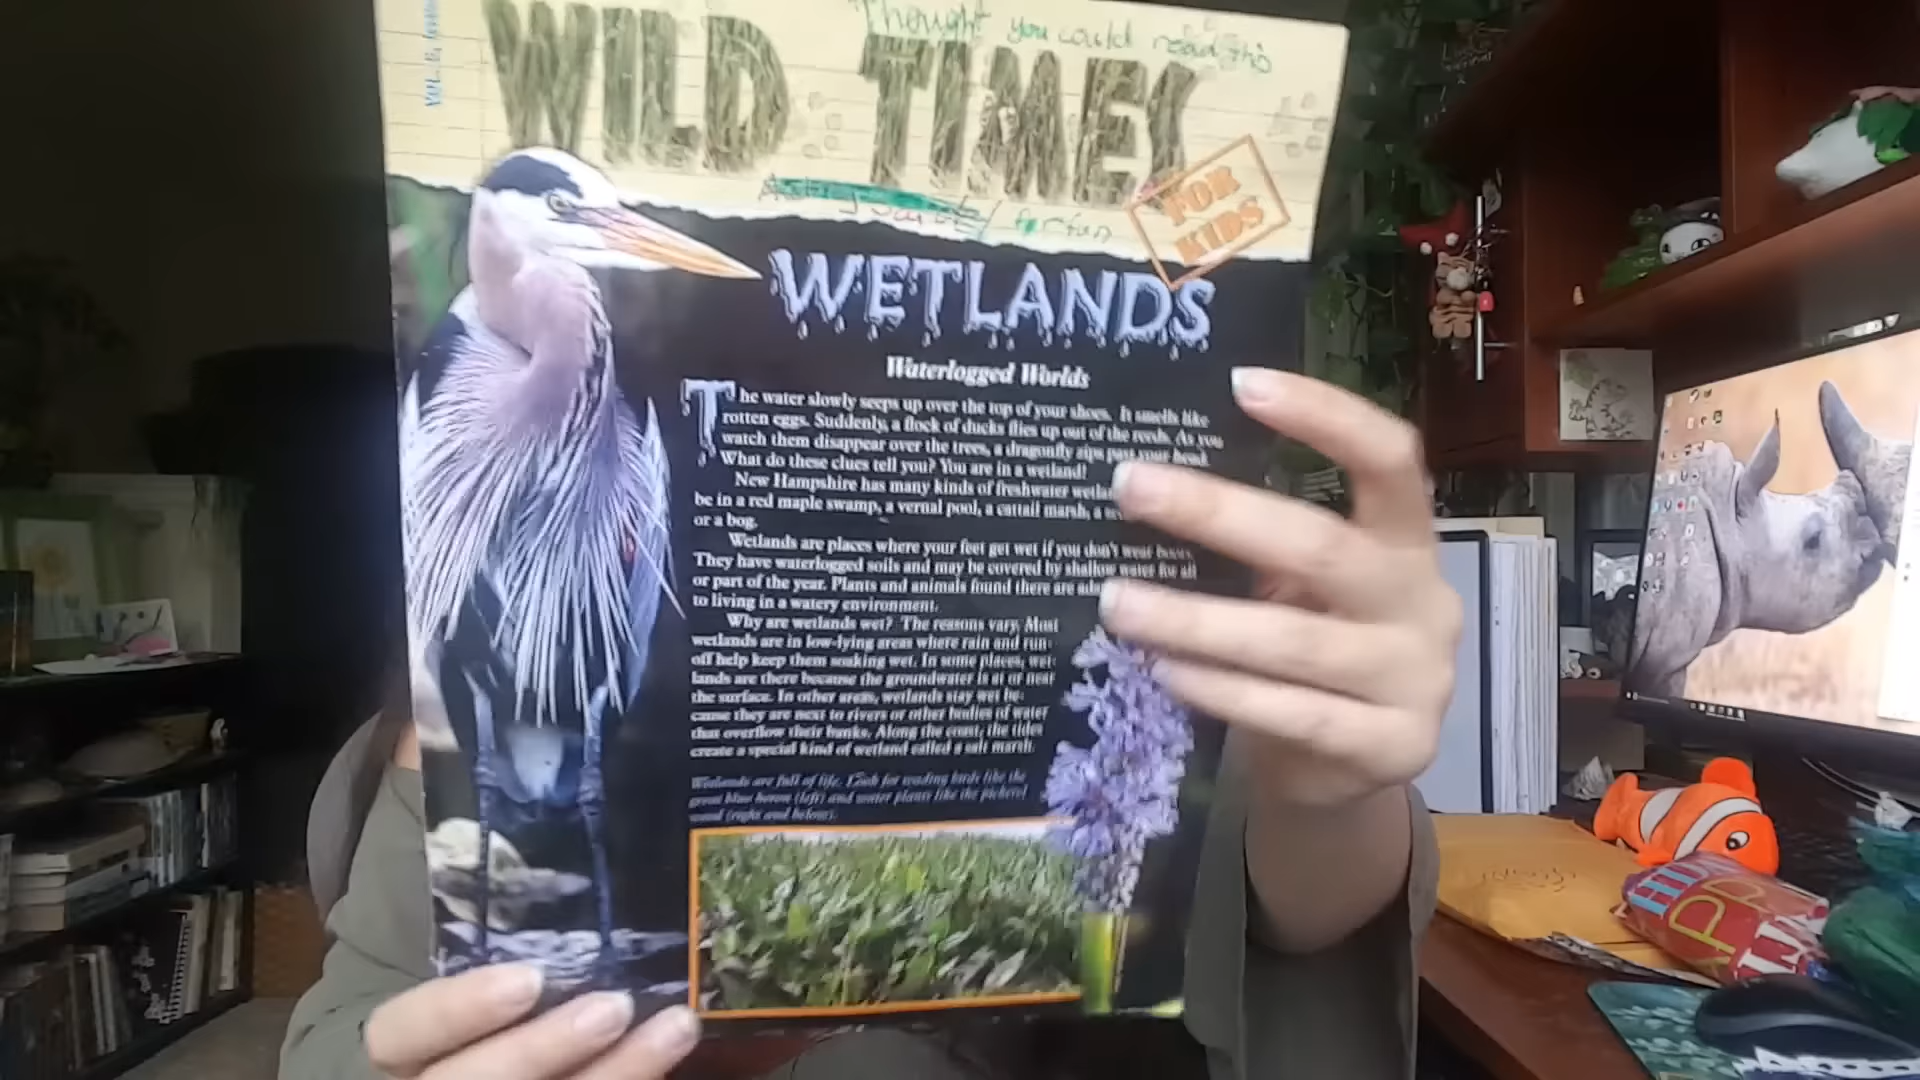 Thought you could read this
WILD TIMES
for fun
FOR
KIDS
WETLANDS
Waterlogged Worlds
The water slowly seeps up over the top of your shoes. It smells like
rotten eggs. Suddenly, a flock of ducks flies up out of the reeds. As you
watch them disappear over the trees, a dragonfly zips past your head.
What do these clues tell you? You are in a wetland!
New Hampshire has many kinds of freshwater
be in a red maple swamp, a vernal pool, a cattail marsh, a
or a bog.
Wetlands are places where your feet get wet if you don't wear boots.
They have waterlogged soils and may be covered by shallow water for all
or part of the year. Plants and animals found there are
to living in a watery environment.
Why are wetlands wet? The reasons vary. Most
wetlands are in low-lying areas where rain and run-
off help keep them soaking wet. In some places, wet-
lands are there because the groundwater is at or near
the surface. In other areas, wetlands stay wet be-
cause they are next to rivers or other bodies of water
that overflow their banks. Along the coast, the tides
create a special kind of wetland called a salt marsh.
Wetlands are full of life. Look for wading birds like the
great blue heron (left) and water plants like the pickerel
weed (right and below).